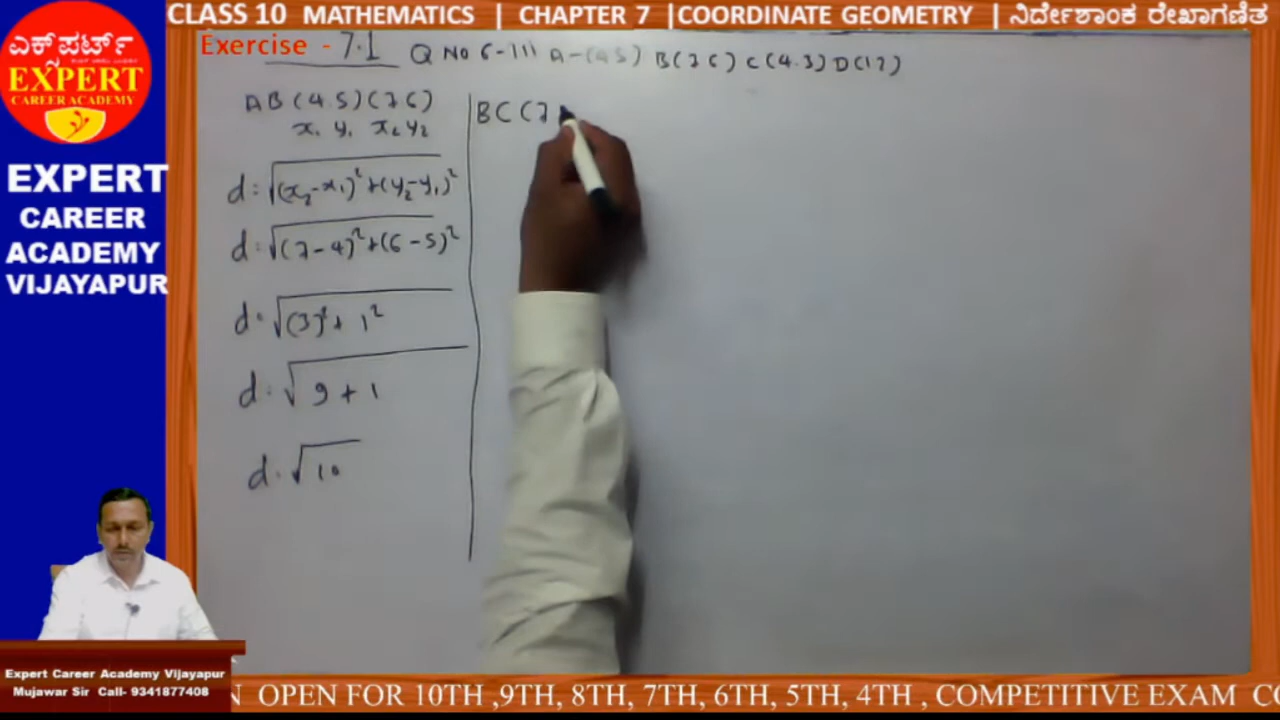 CLASS 10 MATHEMATICS | CHAPTER 7 |COORDINATE GEOMETRY | ನಿರ್ದೇಶಾಂಕ ರೇಖಾಗಣಿತ
ಎಕ್ಸ್‌ಪರ್ಟ್
EXPERT
CAREER ACADEMY
EXPERT
CAREER
ACADEMY
VIJAYAPUR
Exercise - 7.1 Q No 6-III A-(4 5) B(7 6) C(4.3) D(1 2)
AB (4.5)(7 6)
x₁ y₁ x₂ y₂
d=√(x₂-x₁)²+(y₂-y₁)²
d=√(7-4)²+(6-5)²
d=√(3)²+1²
d=√9+1
d=√10
BC (7
Expert Career Academy Vijayapur
Mujawar Sir Call- 9341877408
N OPEN FOR 10TH ,9TH, 8TH, 7TH, 6TH, 5TH, 4TH , COMPETITIVE EXAM CO